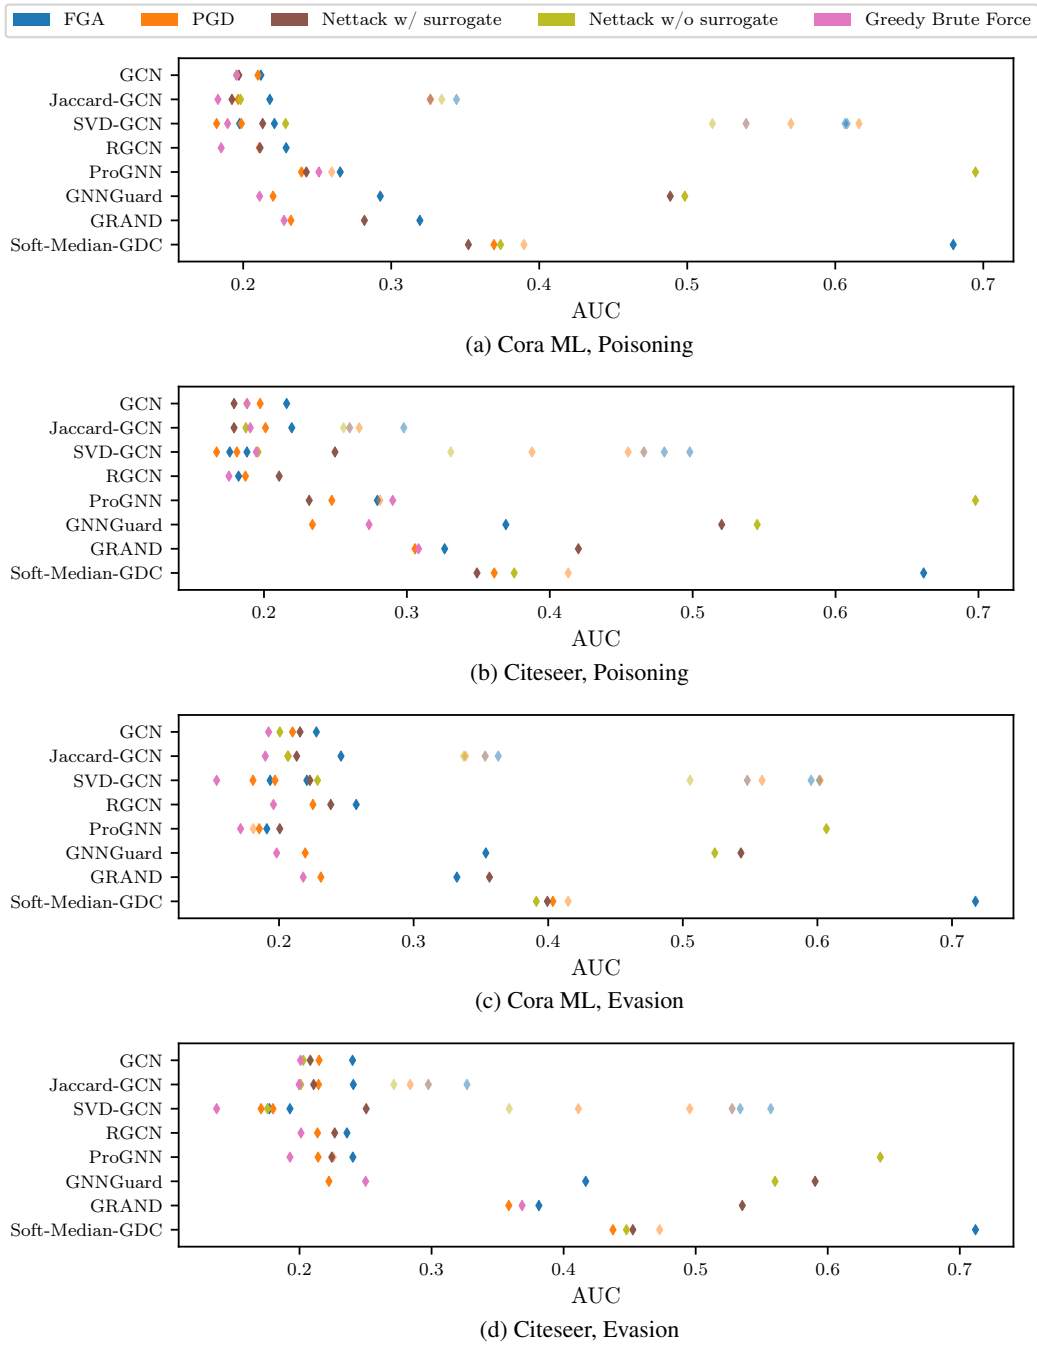 FGA PGD Nettack w/ surrogate Nettack w/o surrogate Greedy Brute Force
GCN
Jaccard-GCN
SVD-GCN
RGCN
ProGNN
GNNGuard
GRAND
Soft-Median-GDC
0.2 0.3 0.4 0.5 0.6 0.7
AUC
(a) Cora ML, Poisoning
GCN
Jaccard-GCN
SVD-GCN
RGCN
ProGNN
GNNGuard
GRAND
Soft-Median-GDC
0.2 0.3 0.4 0.5 0.6 0.7
AUC
(b) Citeseer, Poisoning
GCN
Jaccard-GCN
SVD-GCN
RGCN
ProGNN
GNNGuard
GRAND
Soft-Median-GDC
0.2 0.3 0.4 0.5 0.6 0.7
AUC
(c) Cora ML, Evasion
GCN
Jaccard-GCN
SVD-GCN
RGCN
ProGNN
GNNGuard
GRAND
Soft-Median-GDC
0.2 0.3 0.4 0.5 0.6 0.7
AUC
(d) Citeseer, Evasion